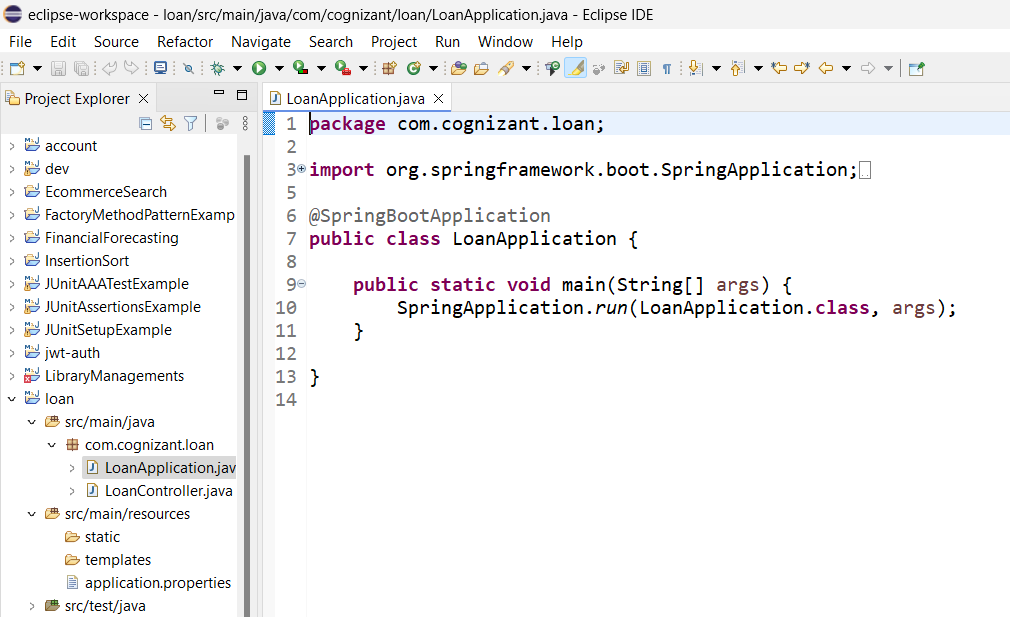 eclipse-workspace - loan/src/main/java/com/cognizant/loan/LoanApplication.java - Eclipse IDE
File Edit Source Refactor Navigate Search Project Run Window Help
Project Explorer
account
dev
EcommerceSearch
FactoryMethodPatternExamp
FinancialForecasting
InsertionSort
JUnitAAATestExample
JUnitAssertionsExample
JUnitSetupExample
jwt-auth
LibraryManagements
loan
src/main/java
com.cognizant.loan
LoanApplication.jav
LoanController.java
src/main/resources
static
templates
application.properties
src/test/java
LoanApplication.java
1 package com.cognizant.loan;
2
3 import org.springframework.boot.SpringApplication;
5
6 @SpringBootApplication
7 public class LoanApplication {
8
9 public static void main(String[] args) {
10 SpringApplication.run(LoanApplication.class, args);
11 }
12
13 }
14